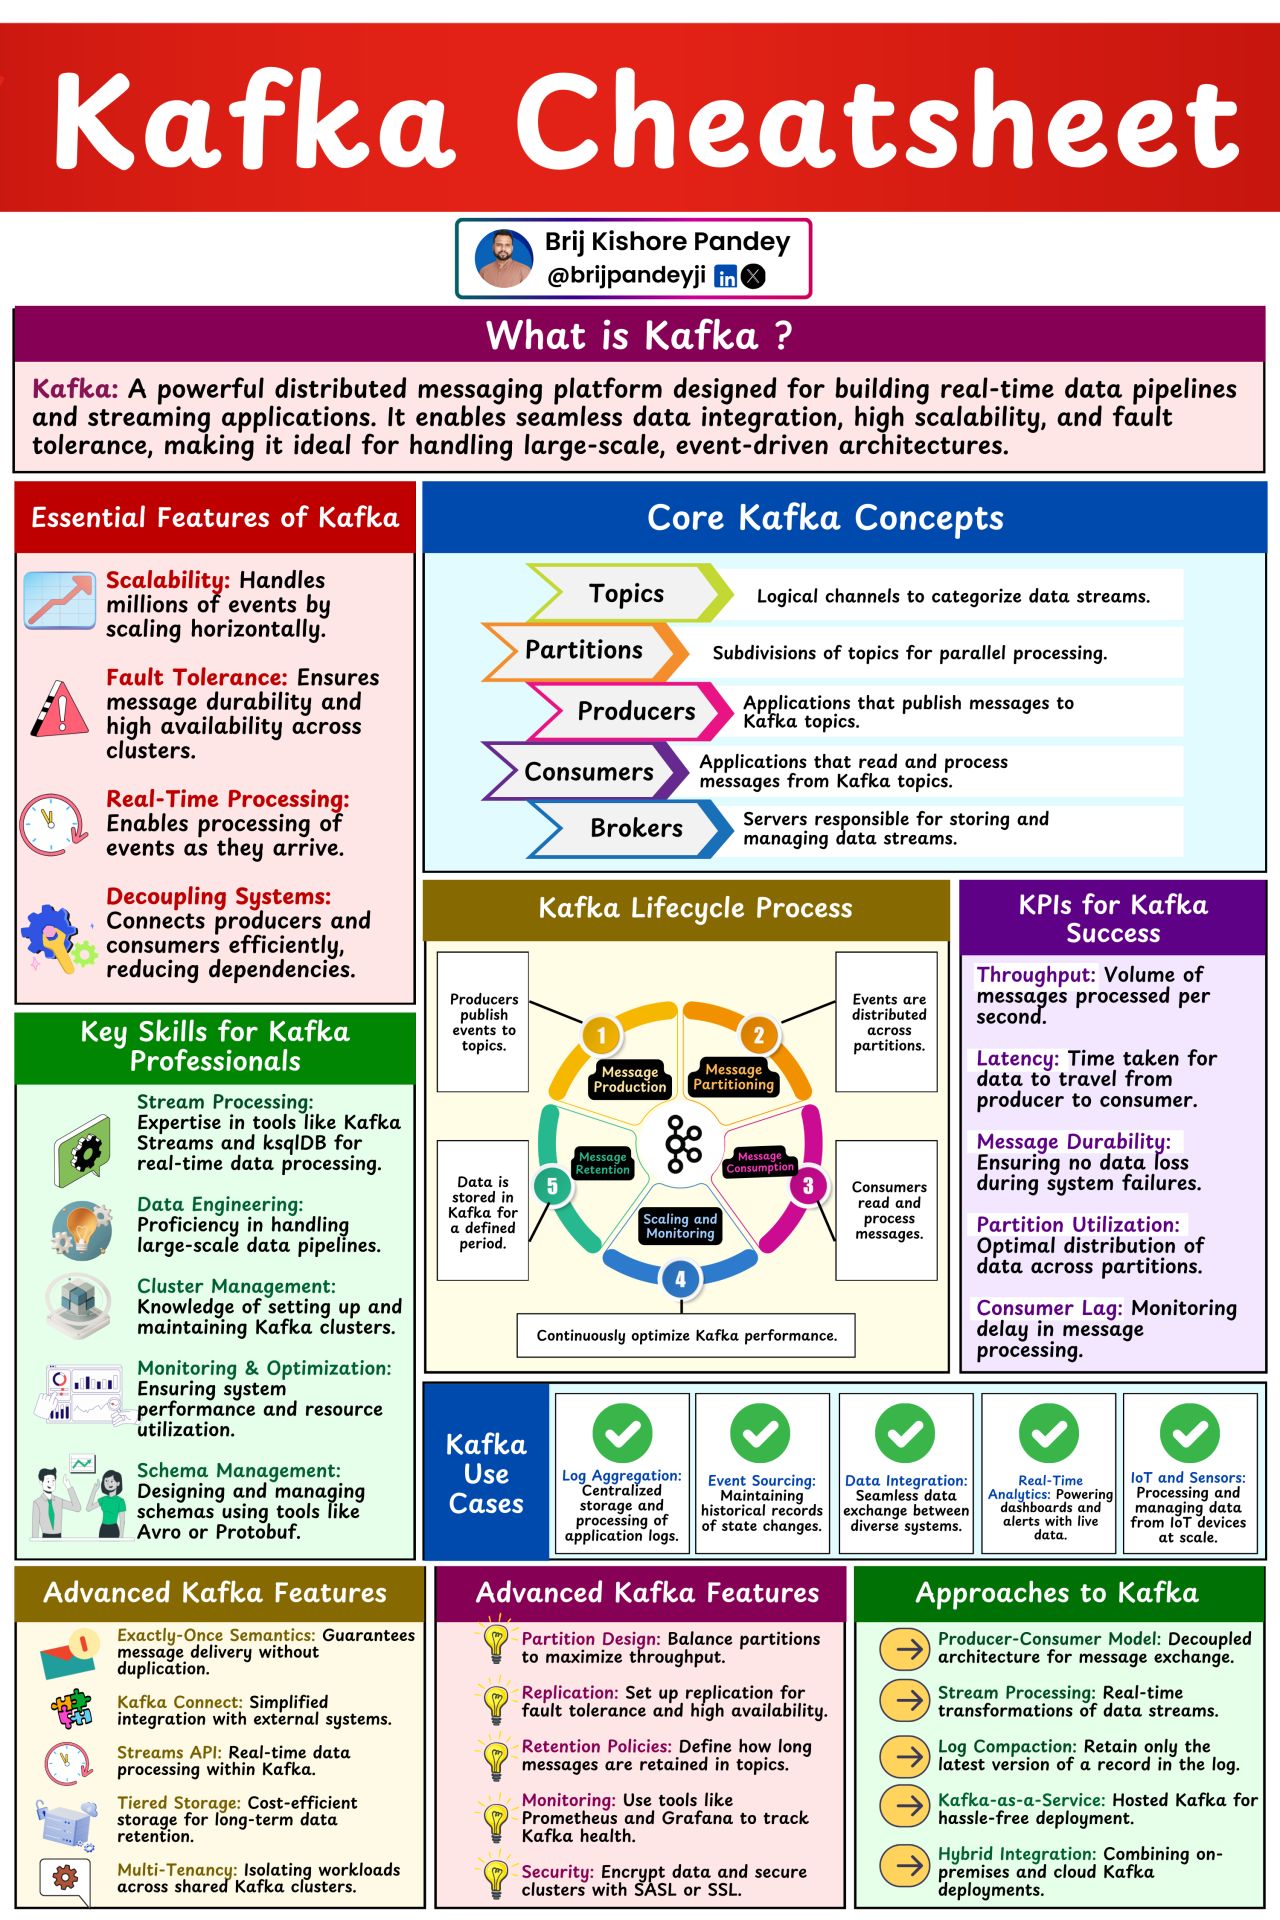 Kafka Cheatsheet
Brij Kishore Pandey
@brijpandeyji in X
What is Kafka ?
Kafka: A powerful distributed messaging platform designed for building real-time data pipelines
and streaming applications. It enables seamless data integration, high scalability, and fault
tolerance, making it ideal for handling large-scale, event-driven architectures.
Essential Features of Kafka
Scalability: Handles
millions of events by
scaling horizontally.
Fault Tolerance: Ensures
message durability and
high availability across
clusters.
Real-Time Processing:
Enables processing of
events as they arrive.
Decoupling Systems:
Connects producers and
consumers efficiently,
reducing dependencies.
Core Kafka Concepts
Topics
Logical channels to categorize data streams.
Partitions
Subdivisions of topics for parallel processing.
Producers
Applications that publish messages to
Kafka topics.
Consumers
Applications that read and process
messages from Kafka topics.
Brokers
Servers responsible for storing and
managing data streams.
Key Skills for Kafka
Professionals
Stream Processing:
Expertise in tools like Kafka
Streams and ksqlDB for
real-time data processing.
Data Engineering:
Proficiency in handling
large-scale data pipelines.
Cluster Management:
Knowledge of setting up and
maintaining Kafka clusters.
Monitoring & Optimization:
Ensuring system
performance and resource
utilization.
Schema Management:
Designing and managing
schemas using tools like
Avro or Protobuf.
Kafka Lifecycle Process
Producers
publish
events to
topics.
1
Message
Production
2
Message
Partitioning
Events are
distributed
across
partitions.
Message
Consumption
3
Consumers
read and
process
messages.
Scaling and
Monitoring
4
Continuously optimize Kafka performance.
Message
Retention
5
Data is
stored in
Kafka for
a defined
period.
KPIs for Kafka
Success
Throughput: Volume of
messages processed per
second.
Latency: Time taken for
data to travel from
producer to consumer.
Message Durability:
Ensuring no data loss
during system failures.
Partition Utilization:
Optimal distribution of
data across partitions.
Consumer Lag: Monitoring
delay in message
processing.
Kafka
Use
Cases
Log Aggregation:
Centralized
storage and
processing of
application logs.
Event Sourcing:
Maintaining
historical records
of state changes.
Data Integration:
Seamless data
exchange between
diverse systems.
Real-Time
Analytics: Powering
dashboards and
alerts with live
data.
IoT and Sensors:
Processing and
managing data
from IoT devices
at scale.
Advanced Kafka Features
Exactly-Once Semantics: Guarantees
message delivery without
duplication.
Kafka Connect: Simplified
integration with external systems.
Streams API: Real-time data
processing within Kafka.
Tiered Storage: Cost-efficient
storage for long-term data
retention.
Multi-Tenancy: Isolating workloads
across shared Kafka clusters.
Advanced Kafka Features
Partition Design: Balance partitions
to maximize throughput.
Replication: Set up replication for
fault tolerance and high availability.
Retention Policies: Define how long
messages are retained in topics.
Monitoring: Use tools like
Prometheus and Grafana to track
Kafka health.
Security: Encrypt data and secure
clusters with SASL or SSL.
Approaches to Kafka
Producer-Consumer Model: Decoupled
architecture for message exchange.
Stream Processing: Real-time
transformations of data streams.
Log Compaction: Retain only the
latest version of a record in the log.
Kafka-as-a-Service: Hosted Kafka for
hassle-free deployment.
Hybrid Integration: Combining on-
premises and cloud Kafka
deployments.